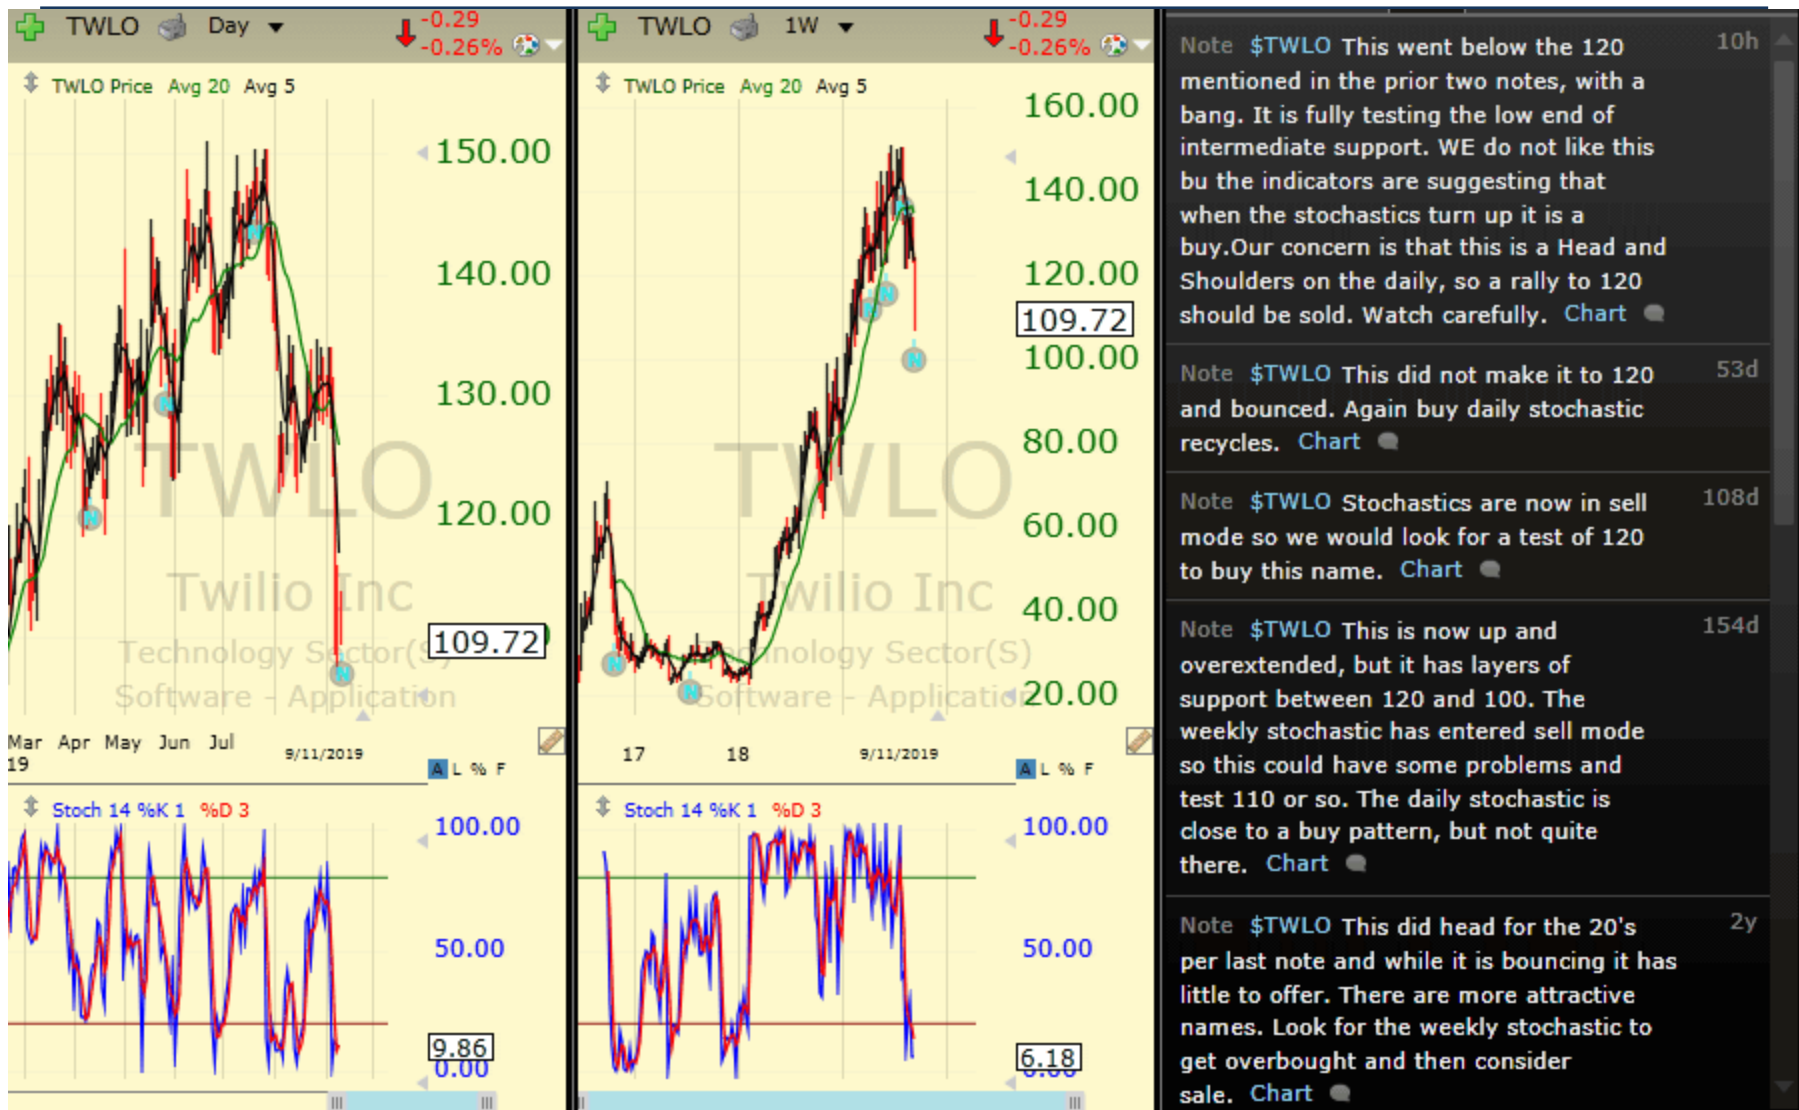 TWLO Day -0.29
-0.26%
TWLO Price Avg 20 Avg 5
150.00
140.00
130.00
120.00
109.72
TWLO
Twilio Inc
Technology Sector(S)
Software - Application
Mar Apr May Jun Jul
19
9/11/2019
A L % F
Stoch 14 %K 1 %D 3
100.00
50.00
9.86
0.00
TWLO 1W -0.29
-0.26%
TWLO Price Avg 20 Avg 5
160.00
140.00
120.00
109.72
100.00
80.00
60.00
40.00
20.00
TWLO
Twilio Inc
Technology Sector(S)
Software - Application
17 18 9/11/2019
A L % F
Stoch 14 %K 1 %D 3
100.00
50.00
6.18
0.00
Note $TWLO This went below the 120 10h
mentioned in the prior two notes, with a
bang. It is fully testing the low end of
intermediate support. WE do not like this
bu the indicators are suggesting that
when the stochastics turn up it is a
buy.Our concern is that this is a Head and
Shoulders on the daily, so a rally to 120
should be sold. Watch carefully. Chart
Note $TWLO This did not make it to 120 53d
and bounced. Again buy daily stochastic
recycles. Chart
Note $TWLO Stochastics are now in sell 108d
mode so we would look for a test of 120
to buy this name. Chart
Note $TWLO This is now up and 154d
overextended, but it has layers of
support between 120 and 100. The
weekly stochastic has entered sell mode
so this could have some problems and
test 110 or so. The daily stochastic is
close to a buy pattern, but not quite
there. Chart
Note $TWLO This did head for the 20's 2y
per last note and while it is bouncing it has
little to offer. There are more attractive
names. Look for the weekly stochastic to
get overbought and then consider
sale. Chart